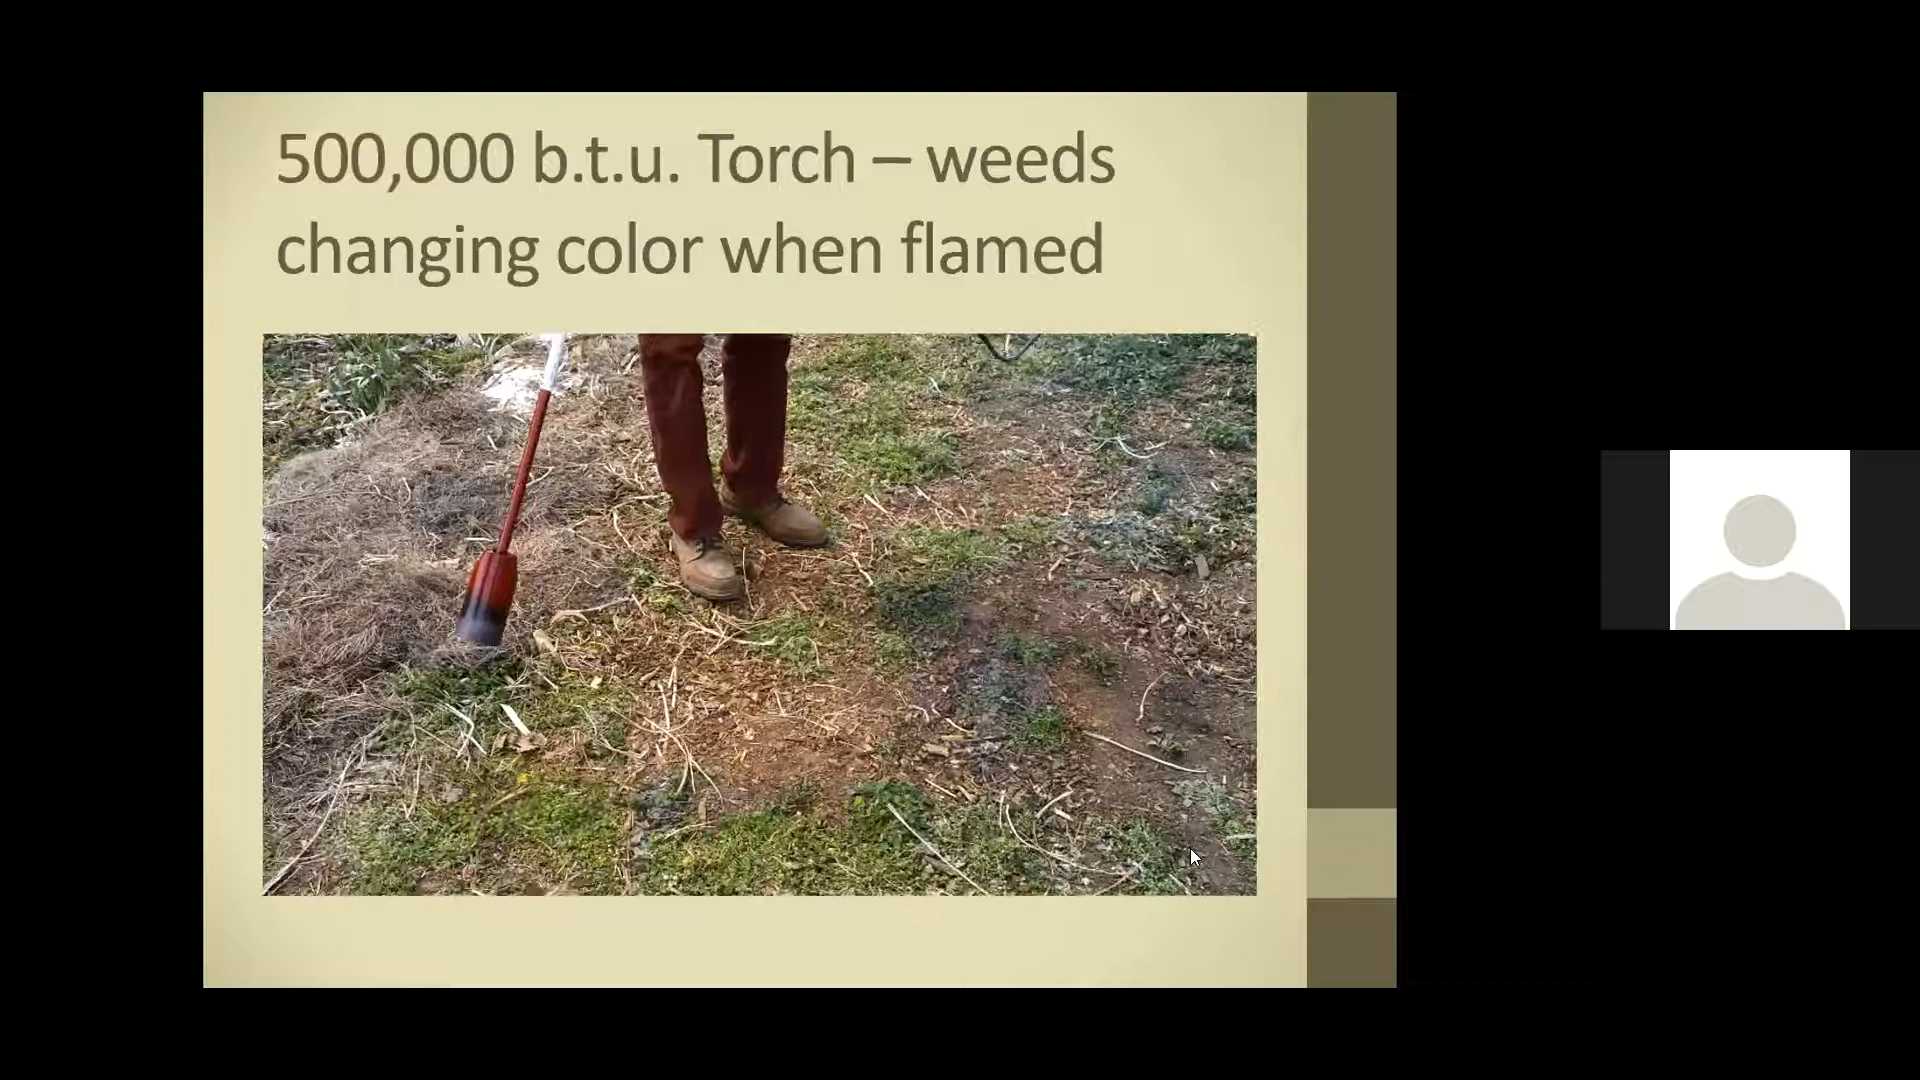 500,000 b.t.u. Torch – weeds
changing color when flamed